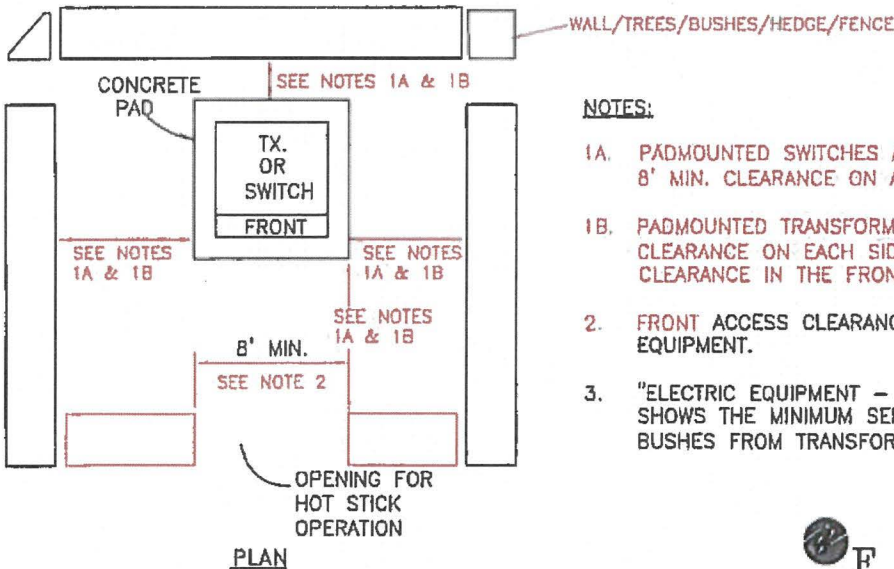 WALL/TREES/BUSHES/HEDGE/FENCE
CONCRETE
PAD
SEE NOTES 1A & 1B
TX.
OR
SWITCH
FRONT
SEE NOTES
1A & 1B
SEE NOTES
1A & 1B
SEE NOTES
1A & 1B
8' MIN.
SEE NOTE 2
OPENING FOR
HOT STICK
OPERATION
PLAN
NOTES:
1A. PADMOUNTED SWITCHES
8' MIN. CLEARANCE ON
1B. PADMOUNTED TRANSFORM
CLEARANCE ON EACH SID
CLEARANCE IN THE FRON
2. FRONT ACCESS CLEARANC
EQUIPMENT.
3. "ELECTRIC EQUIPMENT –
SHOWS THE MINIMUM SE
BUSHES FROM TRANSFOR